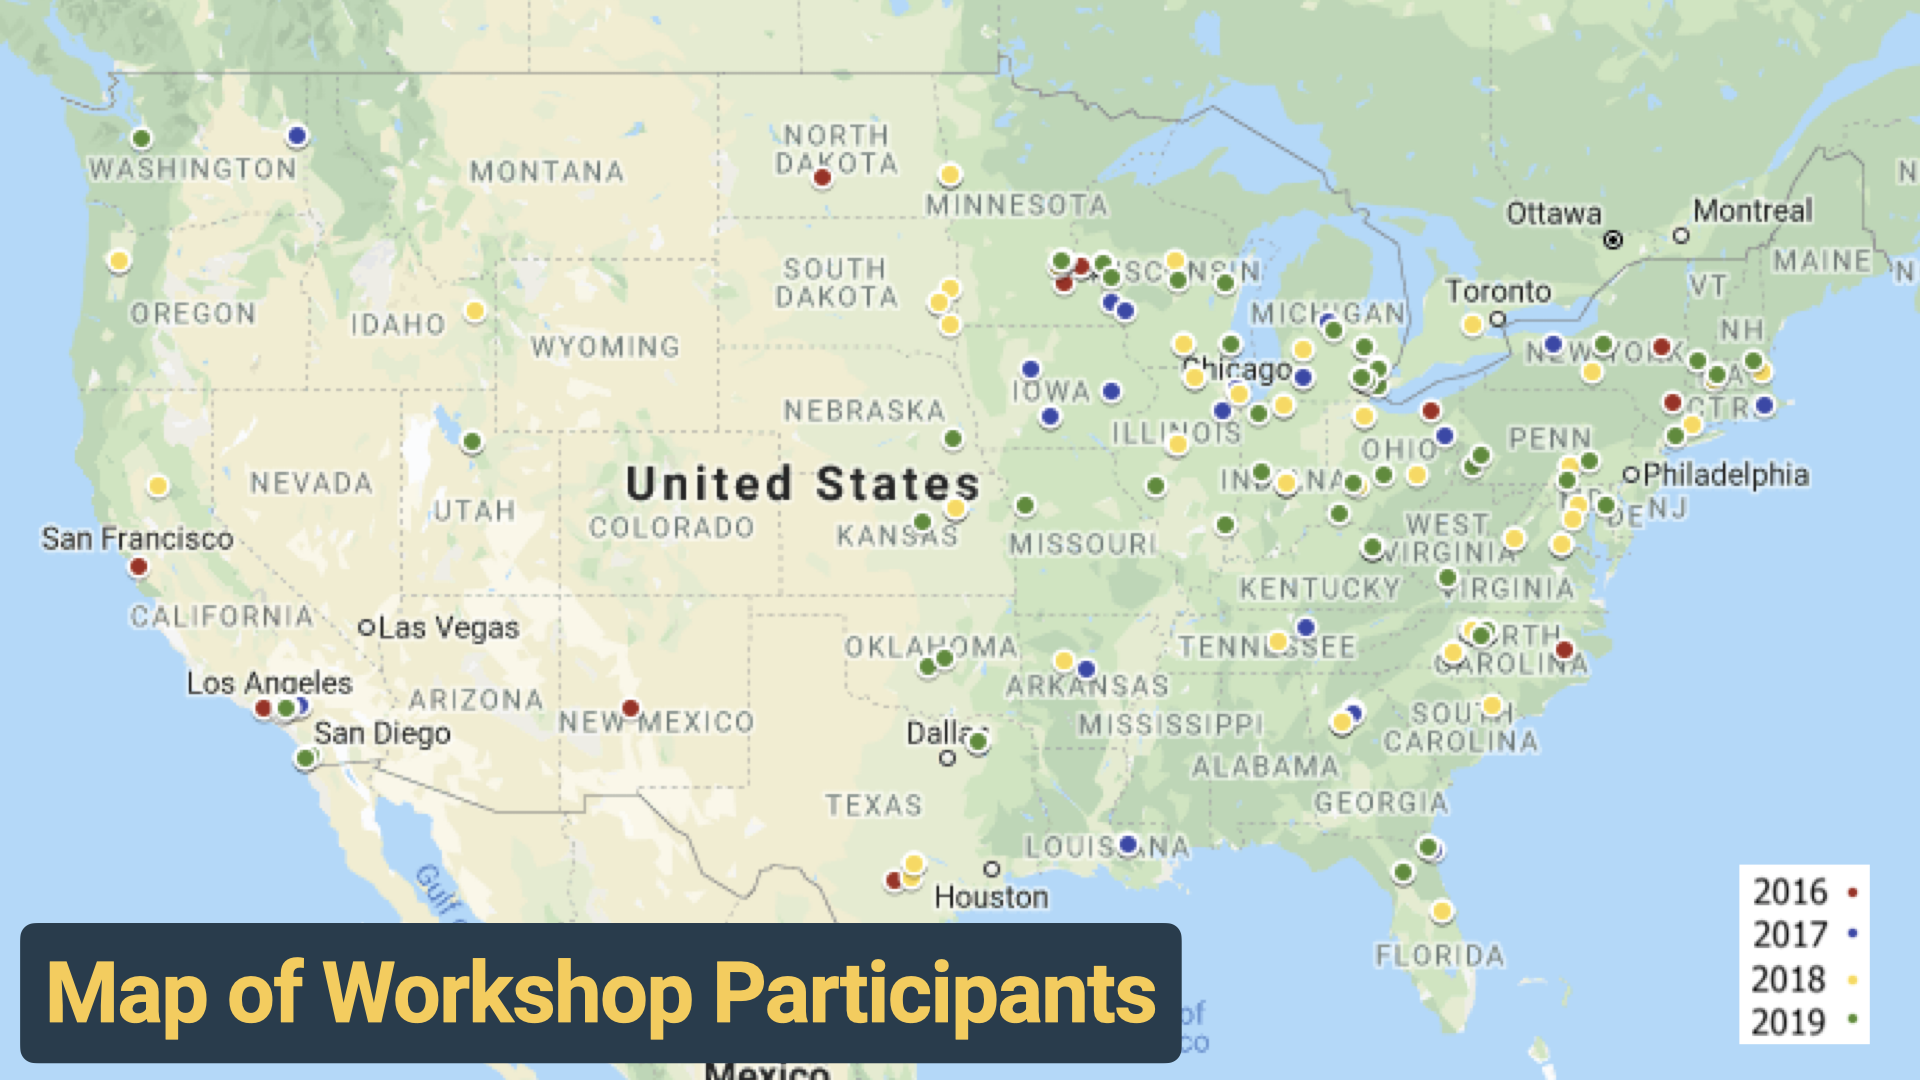 NORTH
DAKOTA
WASHINGTON
MONTANA
MINNESOTA
Ottawa
Montreal
MAINE
VT
SOUTH
DAKOTA
OREGON
IDAHO
WYOMING
MICHIGAN
Toronto
NH
NEW YORK
Chicago
IOWA
NEBRASKA
ILLINOIS
CT
OHIO
PENN
Philadelphia
NEVADA
UTAH
United States
COLORADO
KANSAS
MISSOURI
INDIANA
WEST
VIRGINIA
DE
NJ
San Francisco
CALIFORNIA
Las Vegas
KENTUCKY
VIRGINIA
OKLAHOMA
TENNESSEE
NORTH
CAROLINA
Los Angeles
ARIZONA
NEW MEXICO
ARKANSAS
San Diego
Dallas
MISSISSIPPI
SOUTH
CAROLINA
ALABAMA
TEXAS
GEORGIA
LOUISIANA
Houston
Gulf
FLORIDA
2016
2017
2018
2019
Map of Workshop Participants
of
Mexico